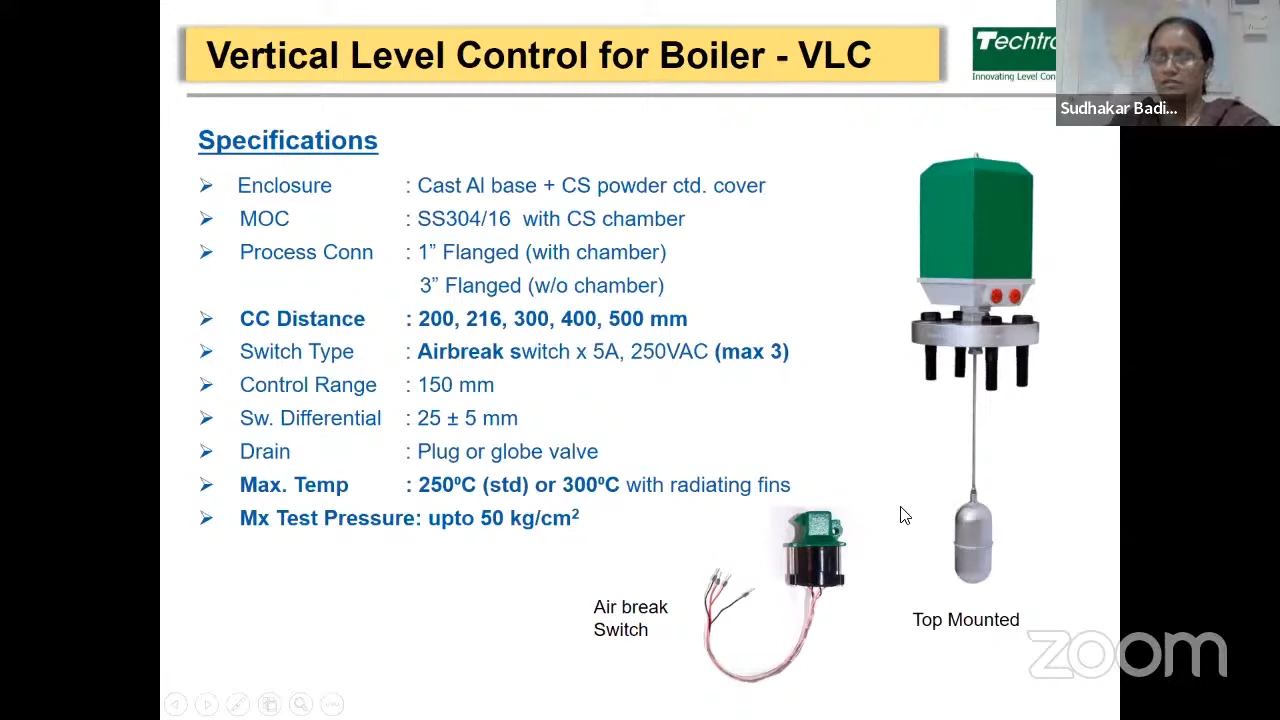 Vertical Level Control for Boiler - VLC
Innovating Level Con
Sudhakar Badi...
Specifications
➢ Enclosure : Cast Al base + CS powder ctd. cover
➢ MOC : SS304/16 with CS chamber
➢ Process Conn : 1” Flanged (with chamber)
3” Flanged (w/o chamber)
➢ CC Distance : 200, 216, 300, 400, 500 mm
➢ Switch Type : Airbreak switch x 5A, 250VAC (max 3)
➢ Control Range : 150 mm
➢ Sw. Differential : 25 ± 5 mm
➢ Drain : Plug or globe valve
➢ Max. Temp : 250⁰C (std) or 300⁰C with radiating fins
➢ Mx Test Pressure: upto 50 kg/cm²
Air break
Switch
Top Mounted
zoom